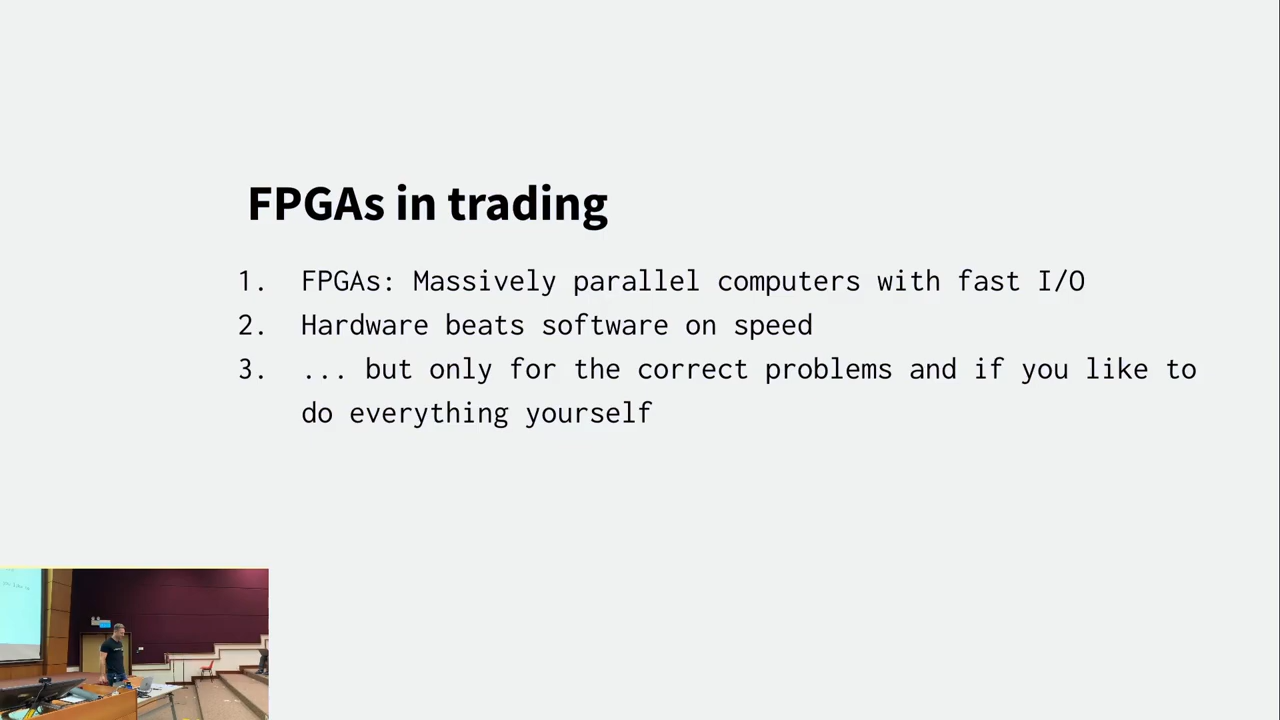 FPGAs in trading
1. FPGAs: Massively parallel computers with fast I/O
2. Hardware beats software on speed
3. ... but only for the correct problems and if you like to
do everything yourself